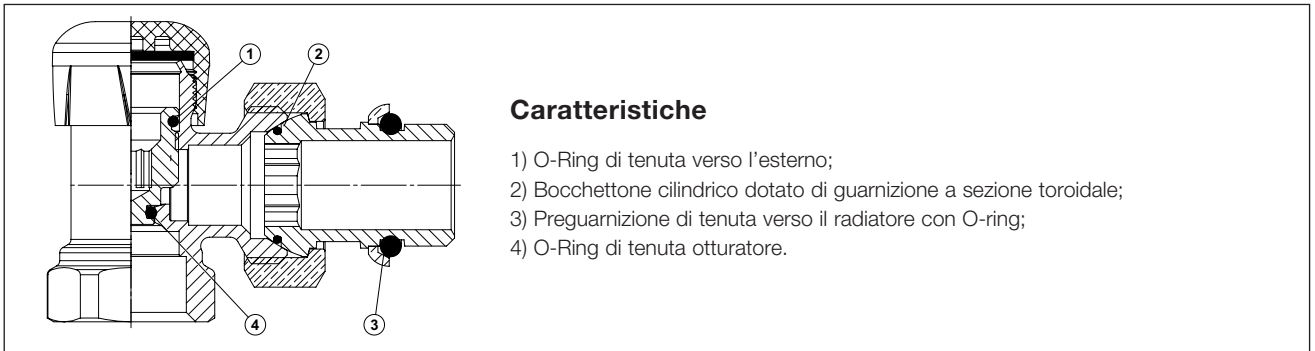 1
2
Caratteristiche
1) O-Ring di tenuta verso l'esterno;
2) Bocchettone cilindrico dotato di guarnizione a sezione toroidale;
3) Preguarnizione di tenuta verso il radiatore con O-ring;
4) O-Ring di tenuta otturatore.
4
3